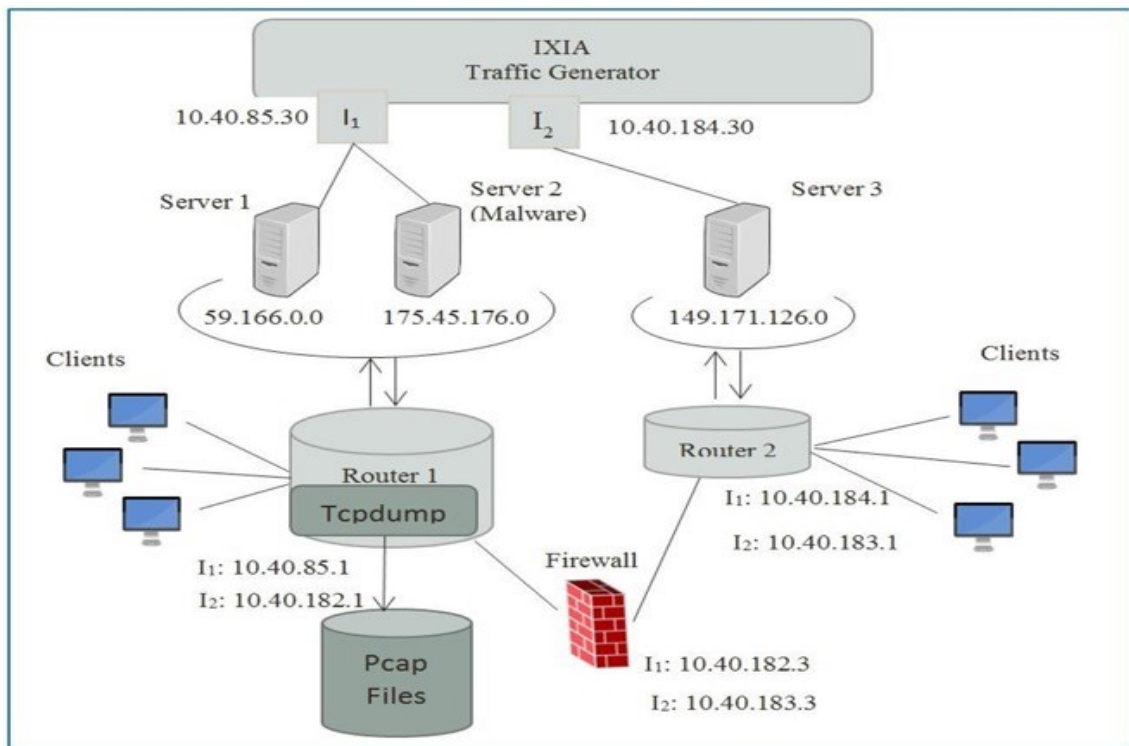 IXIA
Traffic Generator
10.40.85.30
I₁
I₂
10.40.184.30
Server 1
Server 2
(Malware)
Server 3
59.166.0.0
175.45.176.0
149.171.126.0
Clients
Clients
Router 1
Tcpdump
Router 2
I₁: 10.40.184.1
I₂: 10.40.183.1
I₁: 10.40.85.1
I₂: 10.40.182.1
Firewall
Pcap
Files
I₁: 10.40.182.3
I₂: 10.40.183.3